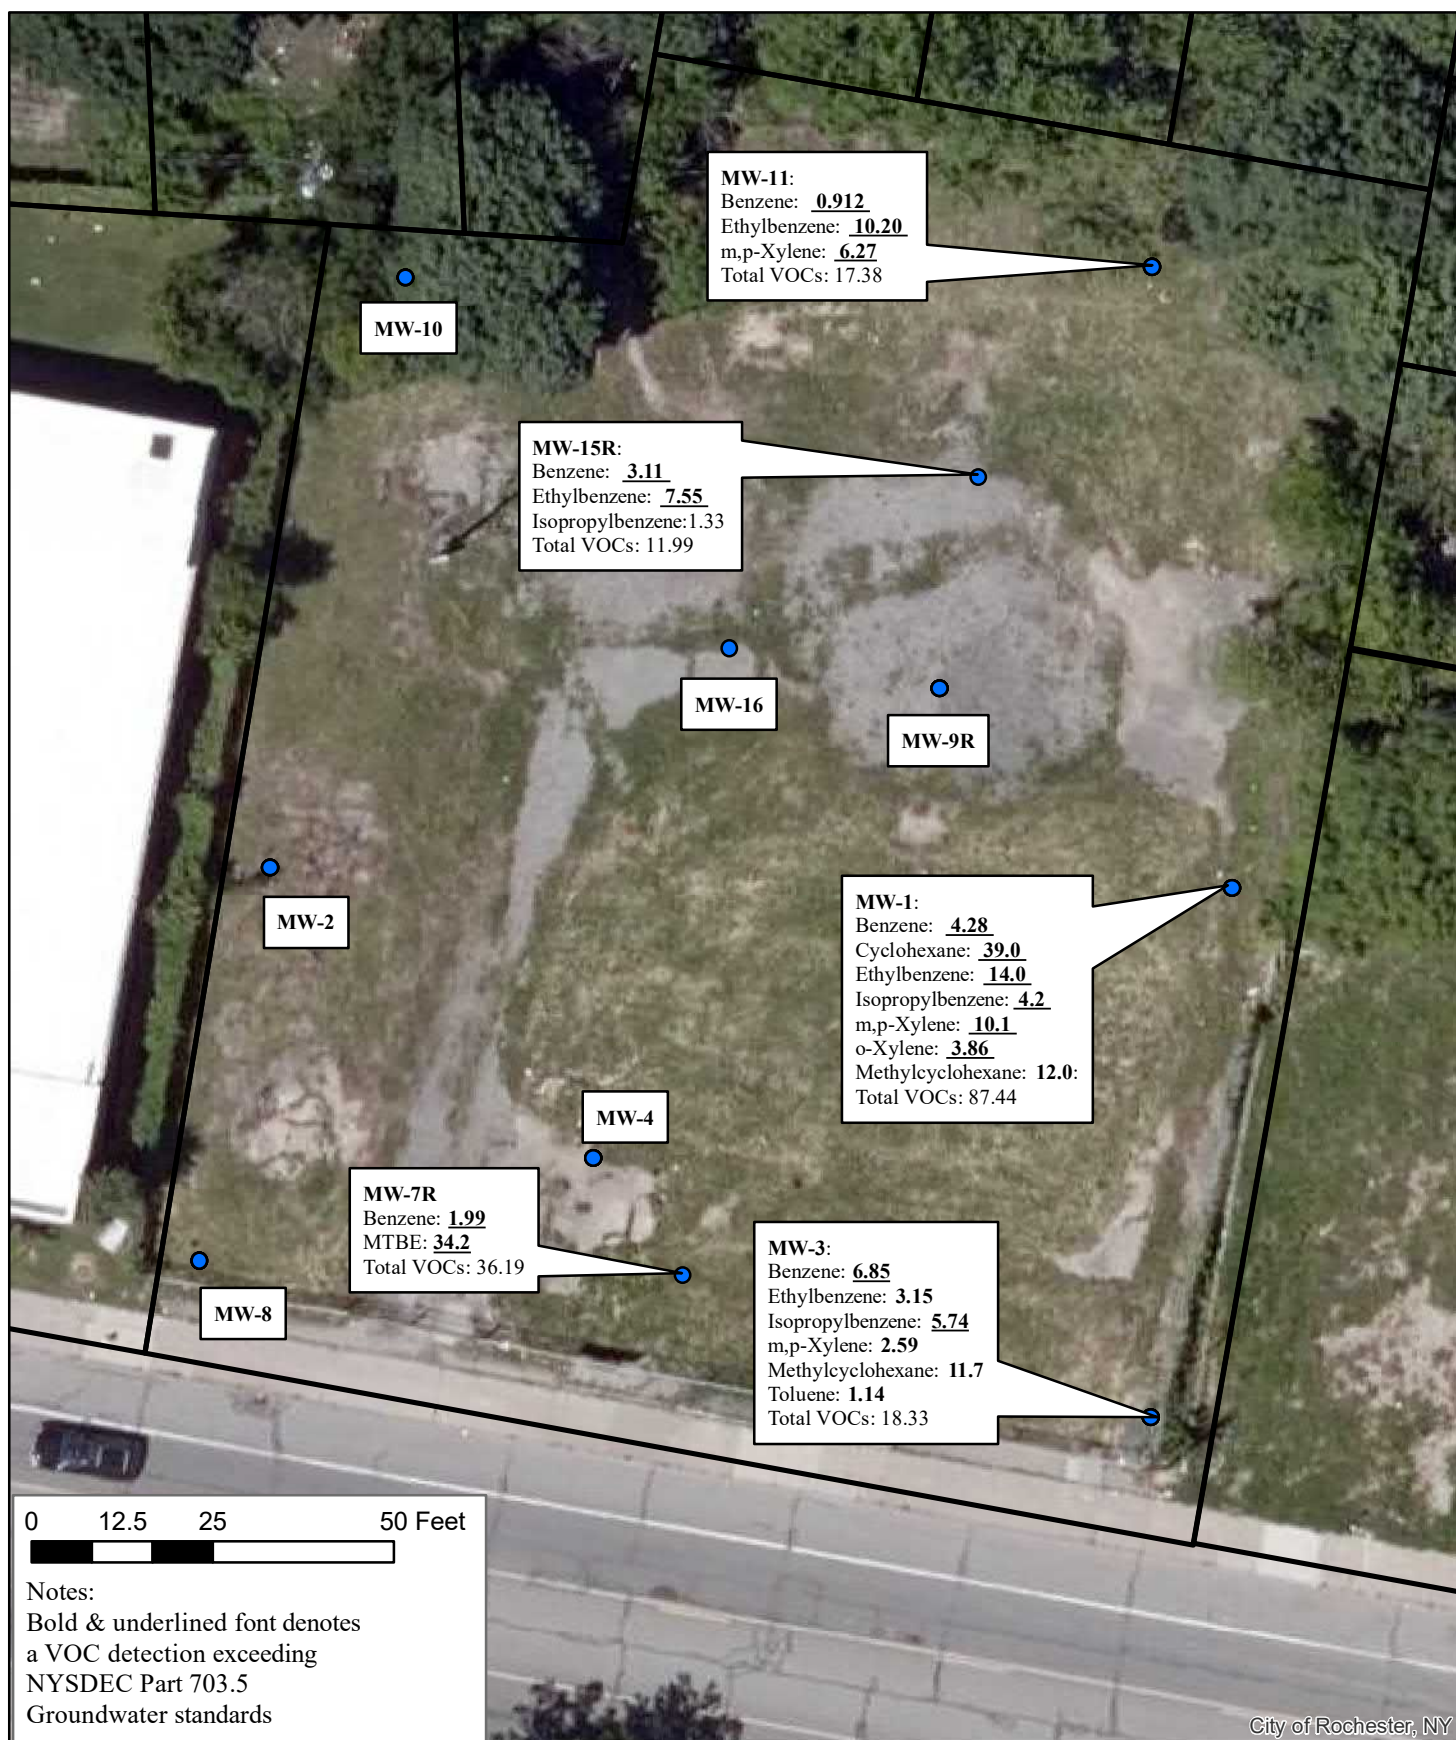 MW-11:
Benzene: 0.912
Ethylbenzene: 10.20
m,p-Xylene: 6.27
Total VOCs: 17.38
MW-10
MW-15R:
Benzene: 3.11
Ethylbenzene: 7.55
Isopropylbenzene:1.33
Total VOCs: 11.99
MW-16
MW-9R
MW-2
MW-1:
Benzene: 4.28
Cyclohexane: 39.0
Ethylbenzene: 14.0
Isopropylbenzene: 4.2
m,p-Xylene: 10.1
o-Xylene: 3.86
Methylcyclohexane: 12.0:
Total VOCs: 87.44
MW-4
MW-7R
Benzene: 1.99
MTBE: 34.2
Total VOCs: 36.19
MW-8
MW-3:
Benzene: 6.85
Ethylbenzene: 3.15
Isopropylbenzene: 5.74
m,p-Xylene: 2.59
Methylcyclohexane: 11.7
Toluene: 1.14
Total VOCs: 18.33
0 12.5 25 50 Feet
Notes:
Bold & underlined font denotes
a VOC detection exceeding
NYSDEC Part 703.5
Groundwater standards
City of Rochester, NY